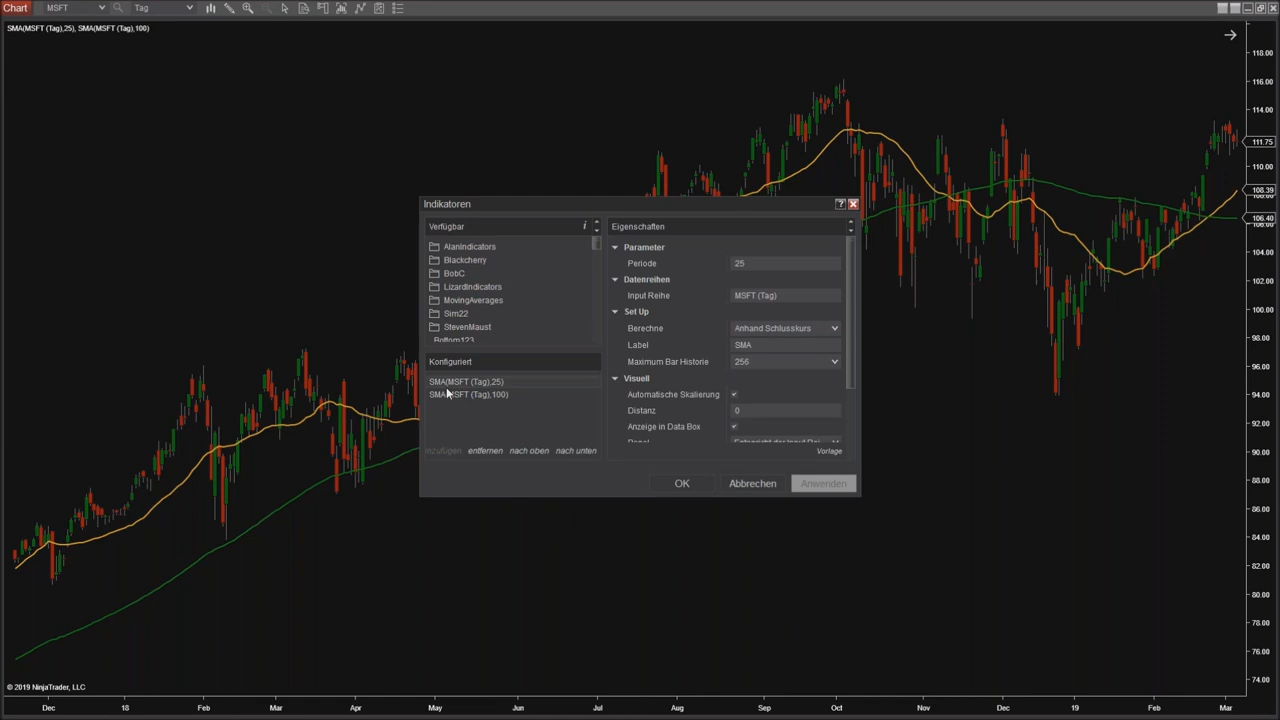 Chart MSFT Tag
SMA(MSFT (Tag),25), SMA(MSFT (Tag),100)
118.00
116.00
114.00
111.75
110.00
108.39
106.40
106.00
104.00
102.00
100.00
98.00
96.00
94.00
92.00
90.00
88.00
86.00
84.00
82.00
80.00
78.00
76.00
74.00
Indikatoren
?
Verfügbar i
AlanIndicators
Blackcherry
BobC
LizardIndicators
MovingAverages
Sim22
StevenMaust
Bottom123
Konfiguriert
SMA(MSFT (Tag),25)
SMA(MSFT (Tag),100)
hinzufügen entfernen nach oben nach unten
Eigenschaften
Parameter
Periode 25
Datenreihen
Input Reihe MSFT (Tag)
Set Up
Berechne Anhand Schlusskurs
Label SMA
Maximum Bar Historie 256
Visuell
Automatische Skalierung
Distanz 0
Anzeige in Data Box
Panel
Vorlage
OK Abbrechen Anwenden
© 2019 NinjaTrader, LLC
Dec 18 Feb Mar Apr May Jun Jul Aug Sep Oct Nov Dec 19 Feb Mar